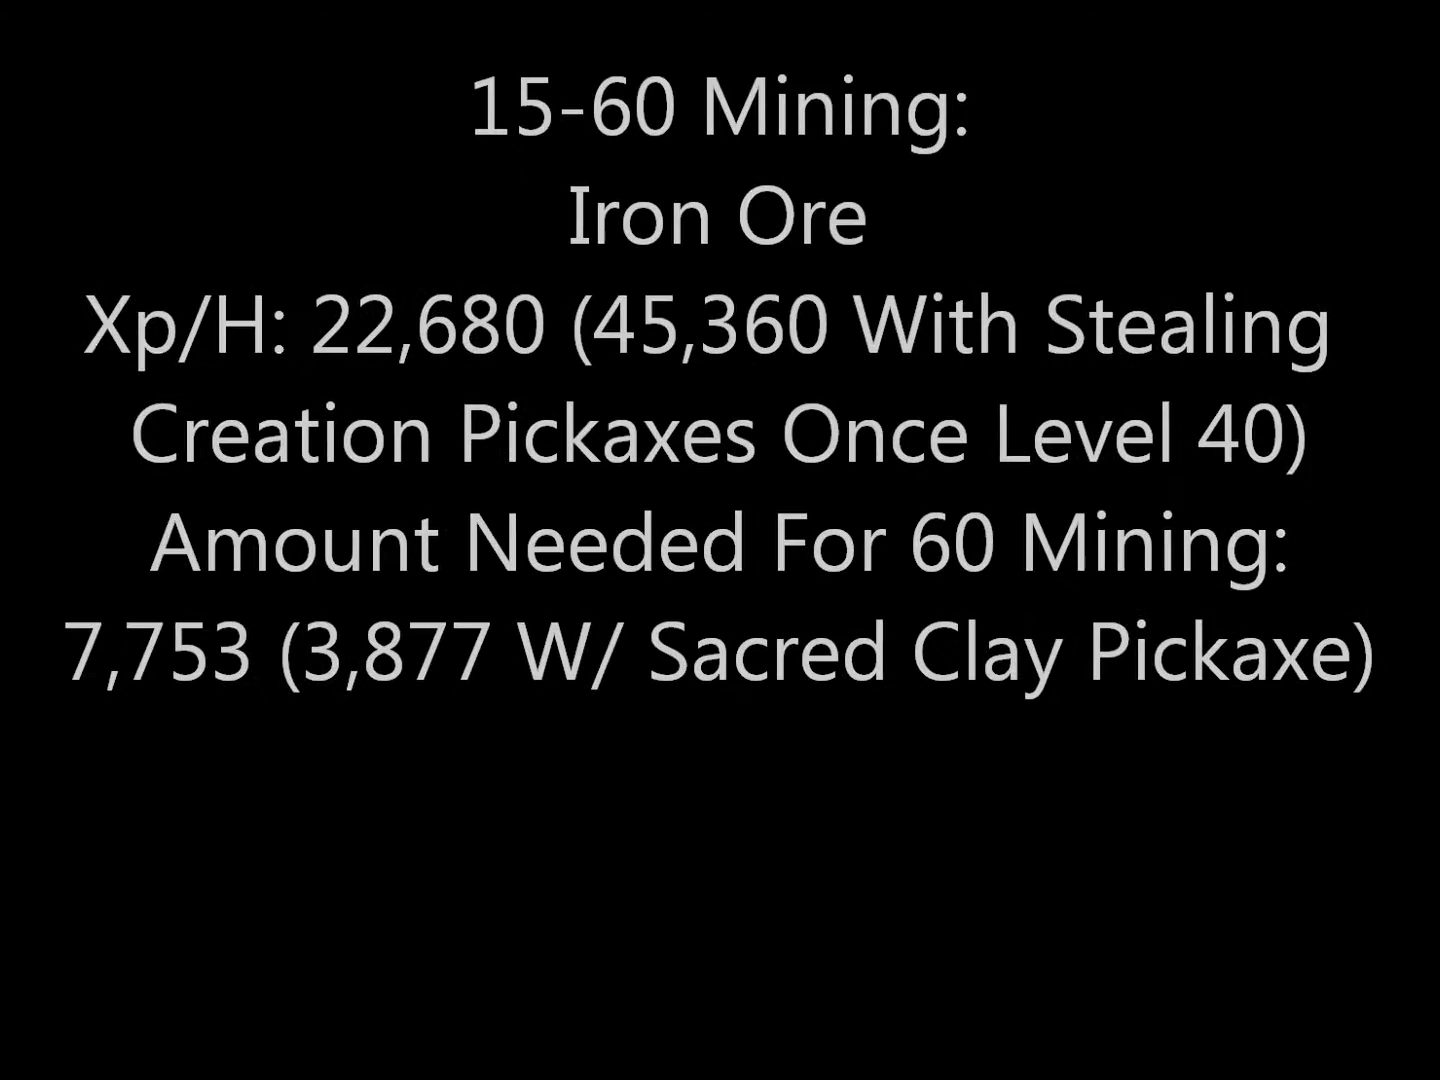 15-60 Mining:
Iron Ore
Xp/H: 22,680 (45,360 With Stealing
Creation Pickaxes Once Level 40)
Amount Needed For 60 Mining:
7,753 (3,877 W/ Sacred Clay Pickaxe)